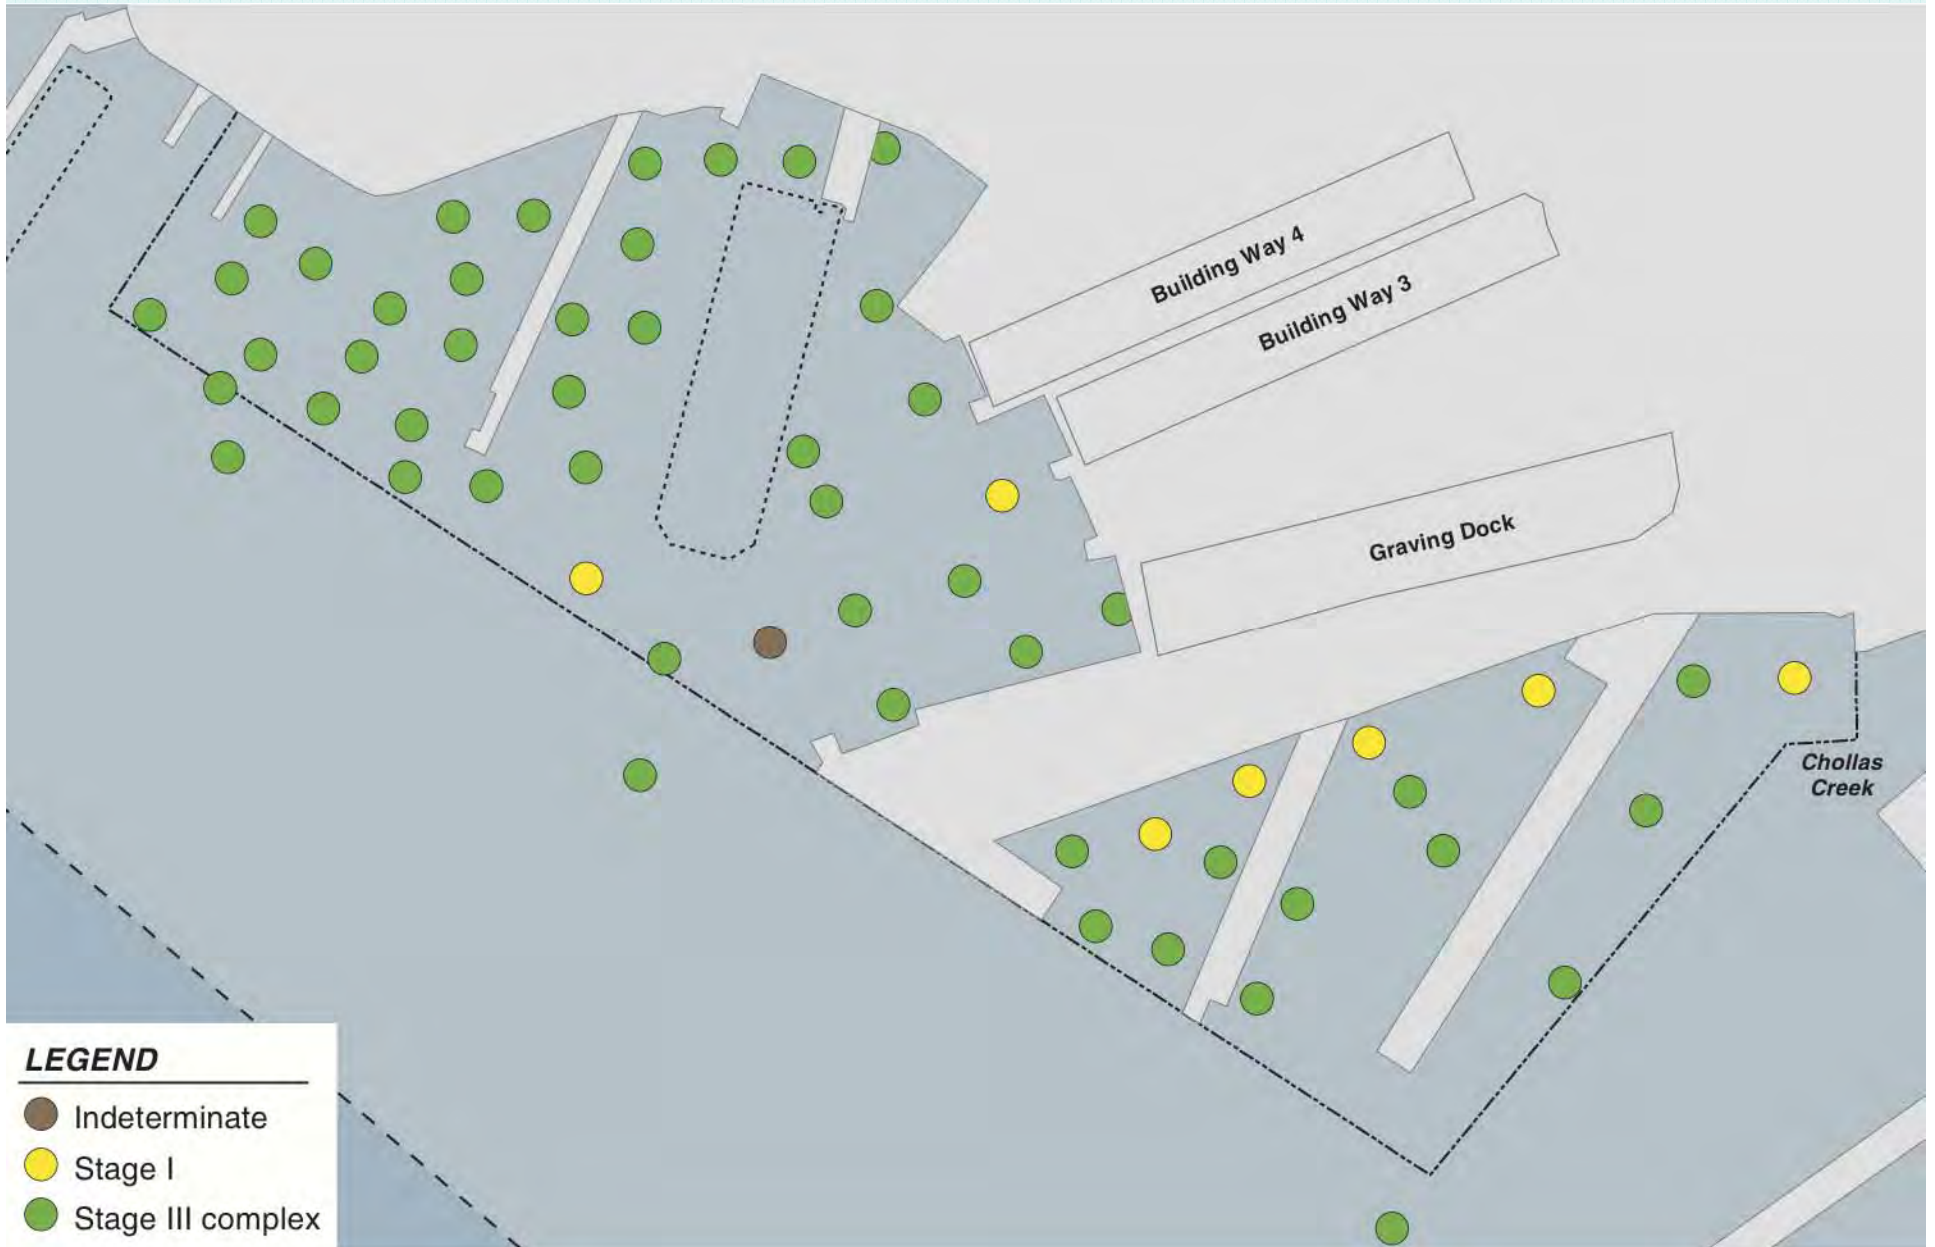 Building Way 4
Building Way 3
Graving Dock
Chollas
Creek
LEGEND
Indeterminate
Stage I
Stage III complex